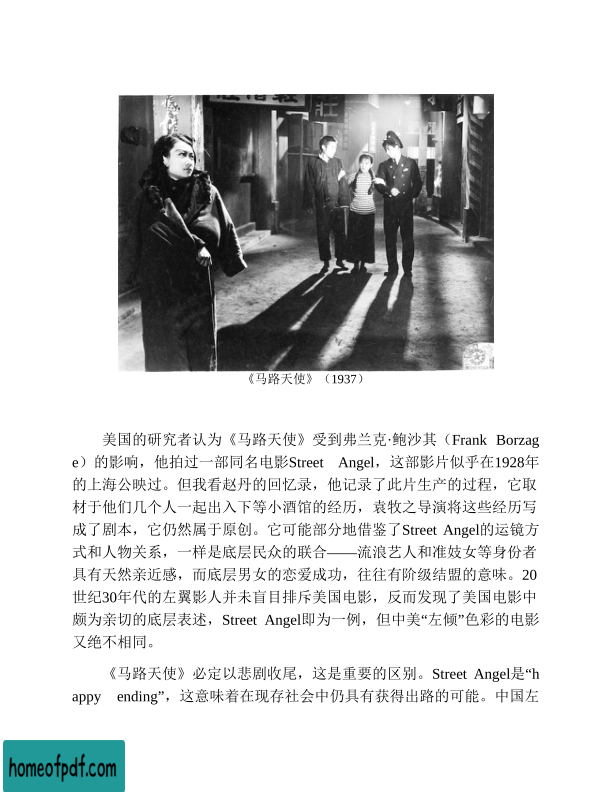 《马路天使》（1937）
美国的研究者认为《马路天使》受到弗兰克·鲍沙其（Frank Borzag
e）的影响，他拍过一部同名电影Street Angel，这部影片似乎在1928年
的上海公映过。但我看赵丹的回忆录，他记录了此片生产的过程，它取
材于他们几个人一起出入下等小酒馆的经历，袁牧之导演将这些经历写
成了剧本，它仍然属于原创。它可能部分地借鉴了Street Angel的运镜方
式和人物关系，一样是底层民众的联合——流浪艺人和准妓女等身份者
具有天然亲近感，而底层男女的恋爱成功，往往有阶级结盟的意味。20
世纪30年代的左翼影人并未盲目排斥美国电影，反而发现了美国电影中
颇为亲切的底层表述，Street Angel即为一例，但中美“左倾”色彩的电影
又绝不相同。
《马路天使》必定以悲剧收尾，这是重要的区别。Street Angel是“h
appy ending”，这意味着在现存社会中仍具有获得出路的可能。中国左
homeofpdf.com